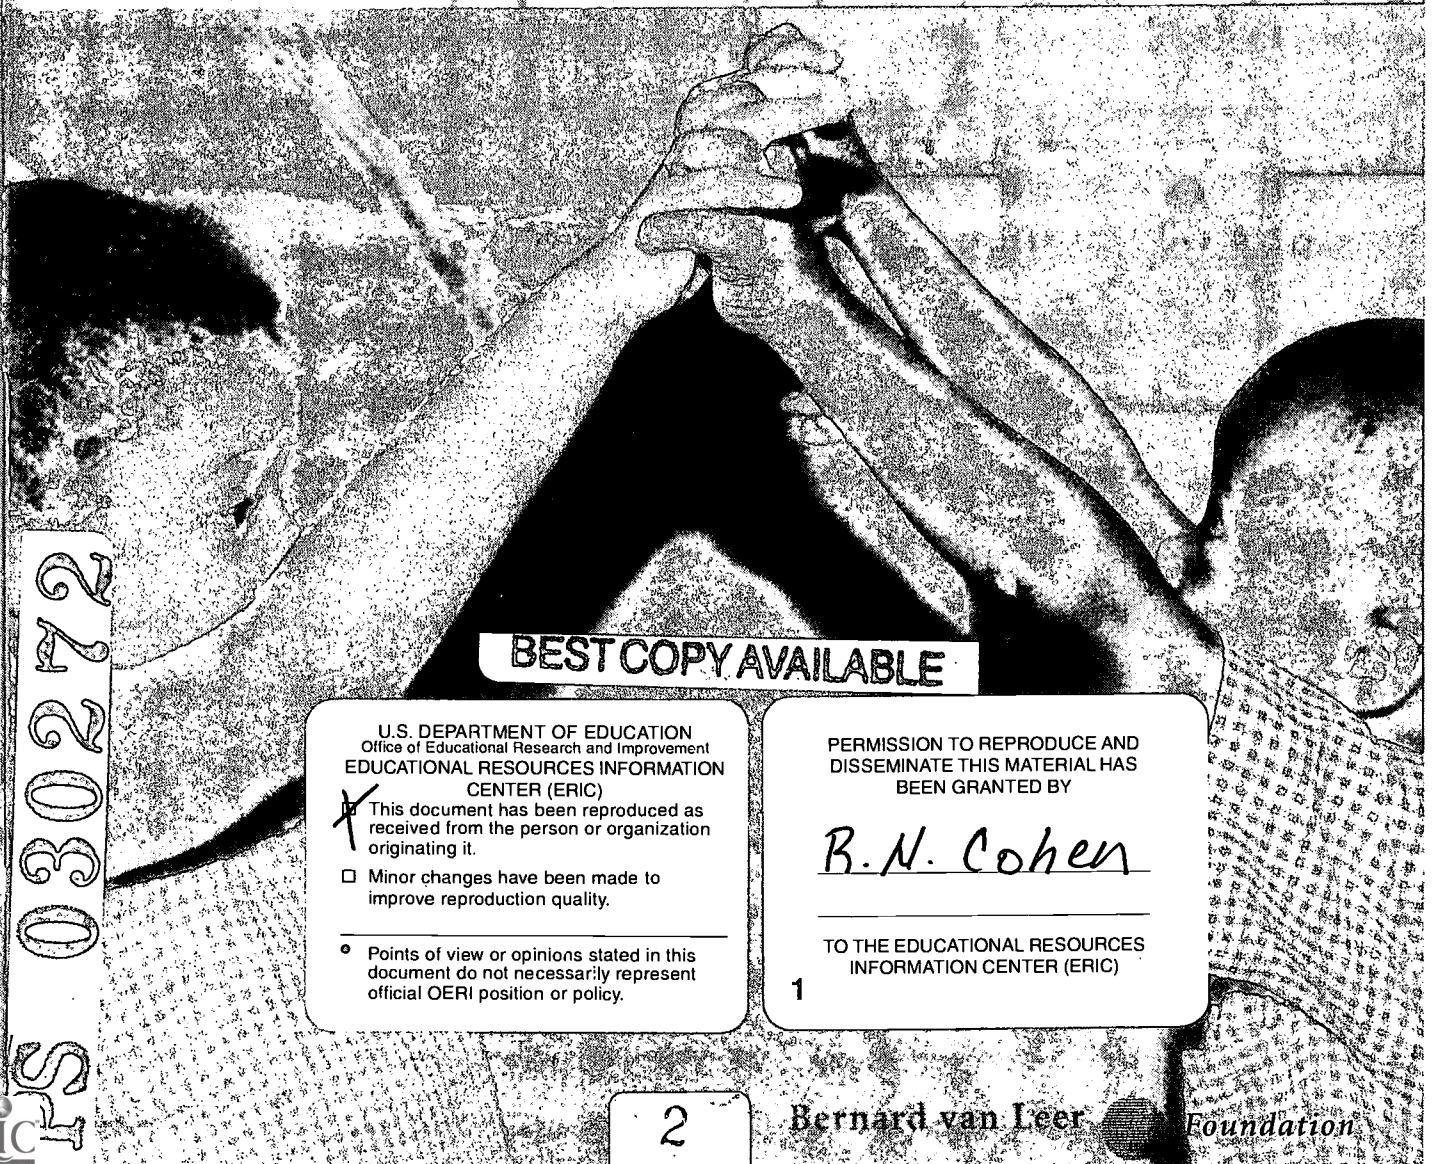 PS 030272
BEST COPY AVAILABLE
U.S. DEPARTMENT OF EDUCATION
Office of Educational Research and Improvement
EDUCATIONAL RESOURCES INFORMATION
CENTER (ERIC)
This document has been reproduced as
received from the person or organization
originating it.
Minor changes have been made to
improve reproduction quality.
Points of view or opinions stated in this
document do not necessarily represent
official OERI position or policy.
PERMISSION TO REPRODUCE AND
DISSEMINATE THIS MATERIAL HAS
BEEN GRANTED BY
R.N. Cohen
TO THE EDUCATIONAL RESOURCES
INFORMATION CENTER (ERIC)
1
2
Bernard van Leer Foundation